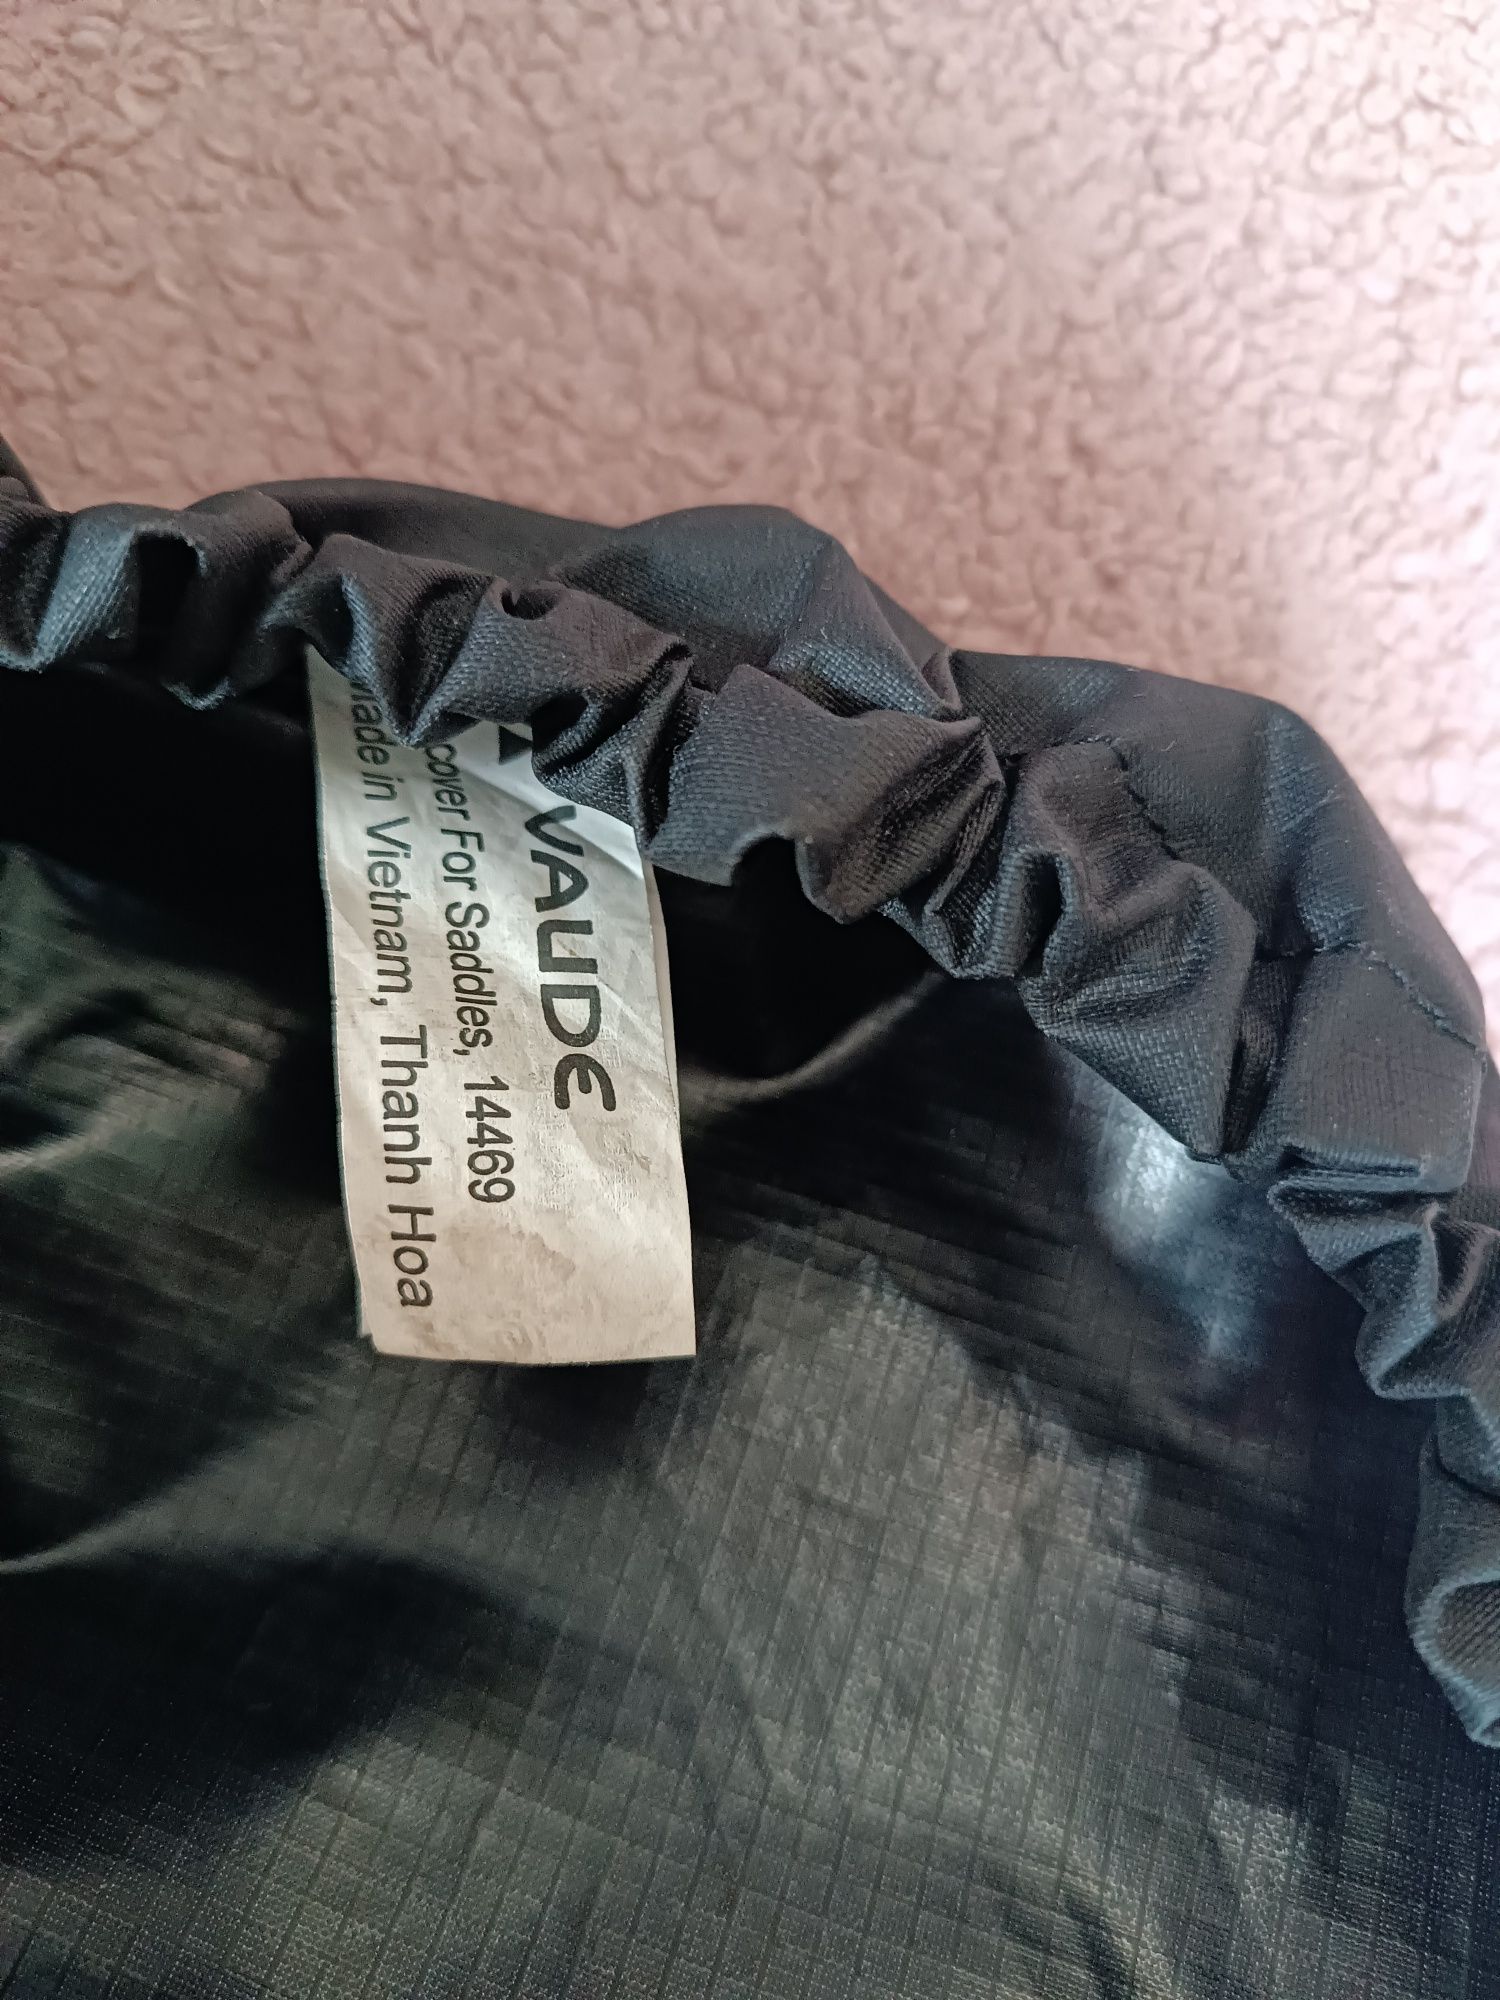 VAUDE
cover For Saddles, 14469
Made in Vietnam, Thanh Hoa